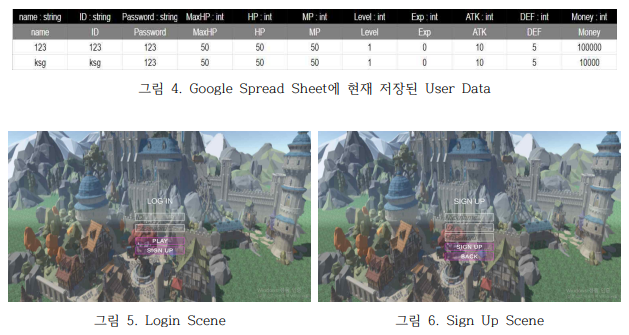 name : string ID : string Password : string MaxHP : int HP : int MP : int Level : int Exp : int ATK : int DEF : int Money : int
name ID Password MaxHP HP MP Level Exp ATK DEF Money
123 123 123 50 50 50 1 0 10 5 100000
ksg ksg ksg 50 50 50 1 0 10 5 10000
그림 4. Google Spread Sheet에 현재 저장된 User Data
LOG IN
PLAY
SIGN UP
SIGN UP
SIGN UP
BACK
그림 5. Login Scene
그림 6. Sign Up Scene